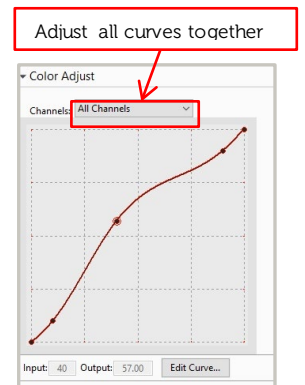 Adjust all curves together
Color Adjust
Channels: All Channels
Input: 40 Output: 57.00 Edit Curve...